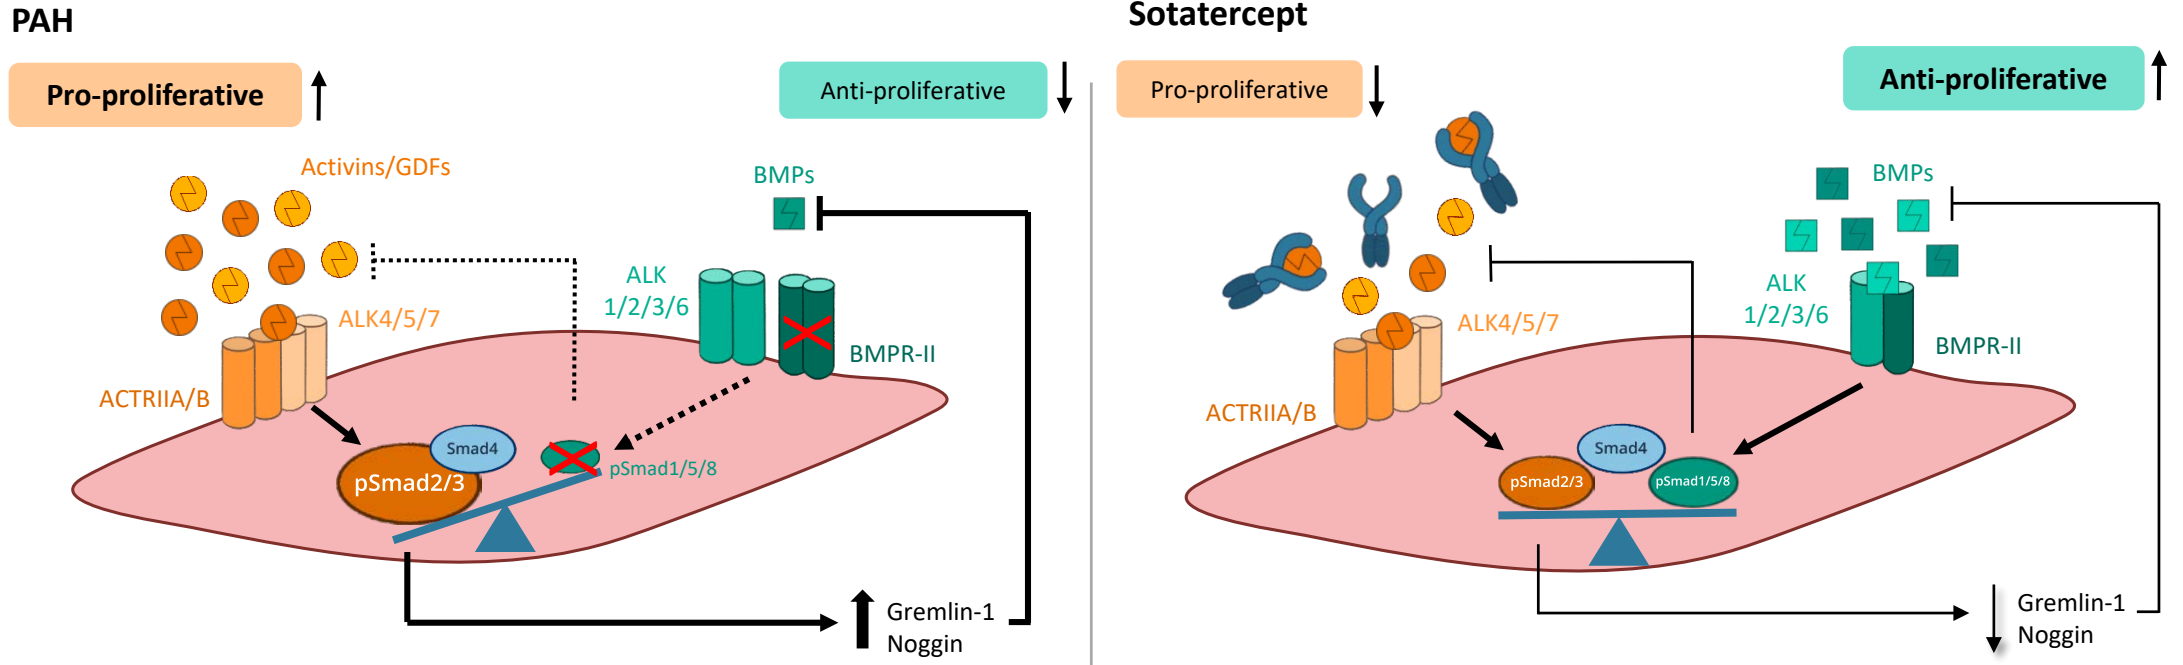 PAH
Pro-proliferative
Anti-proliferative
Activins/GDFs
BMPs
ALK
1/2/3/6
ALK4/5/7
BMPR-II
ACTRIIA/B
Smad4
pSmad2/3
pSmad1/5/8
Gremlin-1
Noggin
Sotatercept
Pro-proliferative
Anti-proliferative
BMPs
ALK
1/2/3/6
ALK4/5/7
BMPR-II
ACTRIIA/B
Smad4
pSmad2/3
pSmad1/5/8
Gremlin-1
Noggin